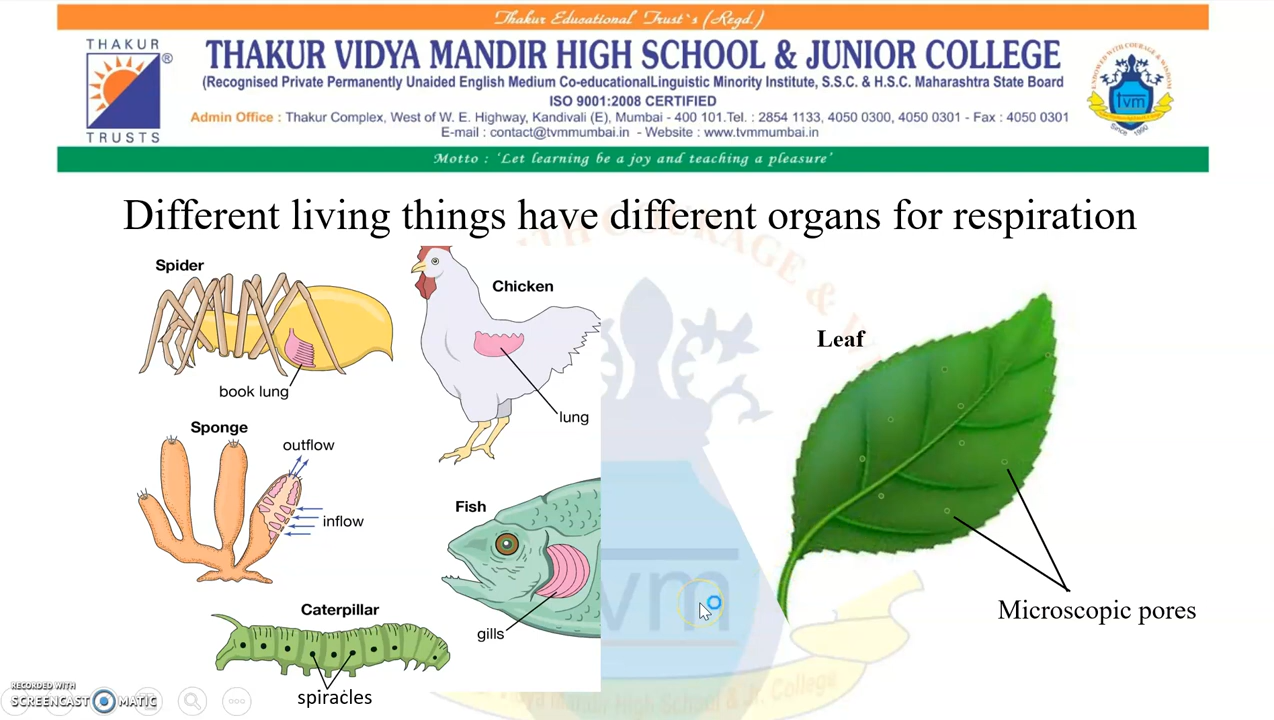 Thakur Educational Trust`s (Regd.)
THAKUR
®
TRUSTS
THAKUR VIDYA MANDIR HIGH SCHOOL & JUNIOR COLLEGE
(Recognised Private Permanently Unaided English Medium Co-educationalLinguistic Minority Institute, S.S.C. & H.S.C. Maharashtra State Board
ISO 9001:2008 CERTIFIED
Admin Office : Thakur Complex, West of W. E. Highway, Kandivali (E), Mumbai - 400 101.Tel. : 2854 1133, 4050 0300, 4050 0301 - Fax : 4050 0301
E-mail : contact@tvmmumbai.in - Website : www.tvmmumbai.in
tvm
Since 1990
Motto : 'Let learning be a joy and teaching a pleasure'
Different living things have different organs for respiration
Spider
book lung
Chicken
lung
Sponge
outflow
inflow
Fish
gills
Caterpillar
spiracles
Leaf
Microscopic pores
RECORDED WITH
SCREENCAST MATIC